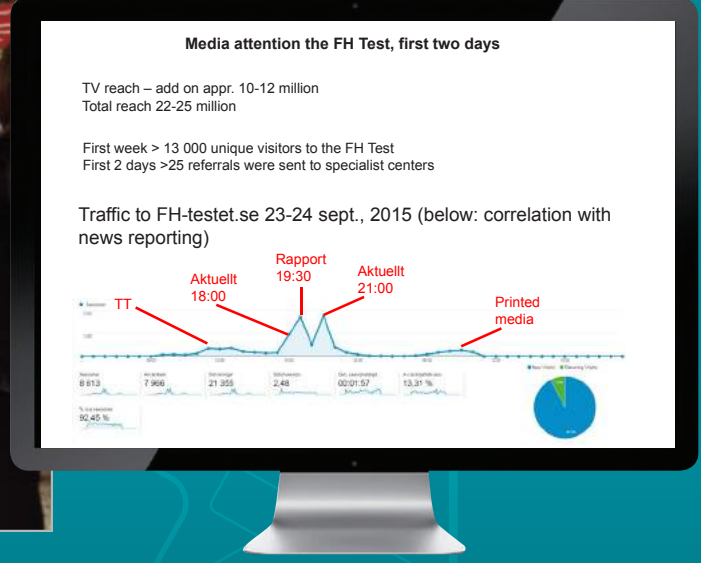 Media attention the FH Test, first two days
TV reach – add on appr. 10-12 million
Total reach 22-25 million
First week > 13 000 unique visitors to the FH Test
First 2 days >25 referrals were sent to specialist centers
Traffic to FH-testet.se 23-24 sept., 2015 (below: correlation with
news reporting)
TT
Aktuellt
18:00
Rapport
19:30
Aktuellt
21:00
Printed
media
8 613
7 966
21 355
2,48
00:01:57
13,31 %
92,45 %